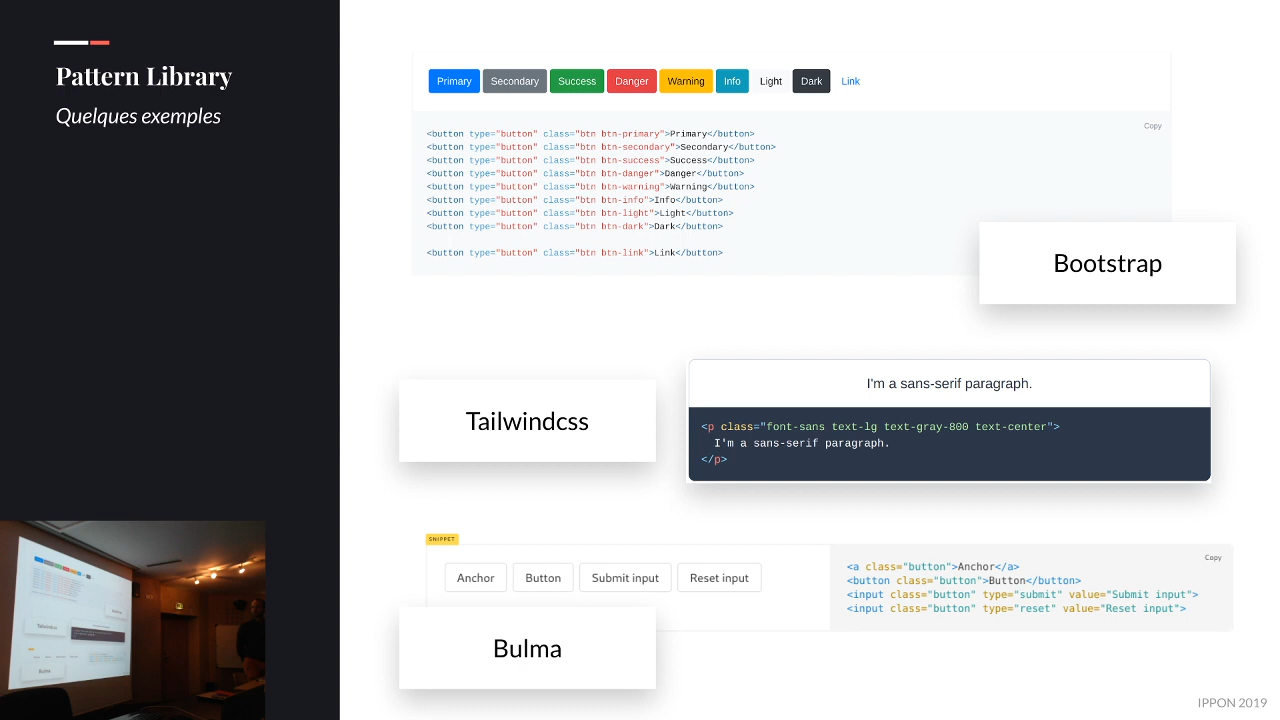 Pattern Library
Quelques exemples
Primary Secondary Success Danger Warning Info Light Dark Link
Copy
<button type="button" class="btn btn-primary">Primary</button>
<button type="button" class="btn btn-secondary">Secondary</button>
<button type="button" class="btn btn-success">Success</button>
<button type="button" class="btn btn-danger">Danger</button>
<button type="button" class="btn btn-warning">Warning</button>
<button type="button" class="btn btn-info">Info</button>
<button type="button" class="btn btn-light">Light</button>
<button type="button" class="btn btn-dark">Dark</button>
<button type="button" class="btn btn-link">Link</button>
Bootstrap
Tailwindcss
I'm a sans-serif paragraph.
<p class="font-sans text-lg text-gray-800 text-center">
I'm a sans-serif paragraph.
</p>
SNIPPET
Anchor Button Submit input Reset input
Copy
<a class="button">Anchor</a>
<button class="button">Button</button>
<input class="button" type="submit" value="Submit input">
<input class="button" type="reset" value="Reset input">
Bulma
Tailwindcss
Bulma
IPPON 2019